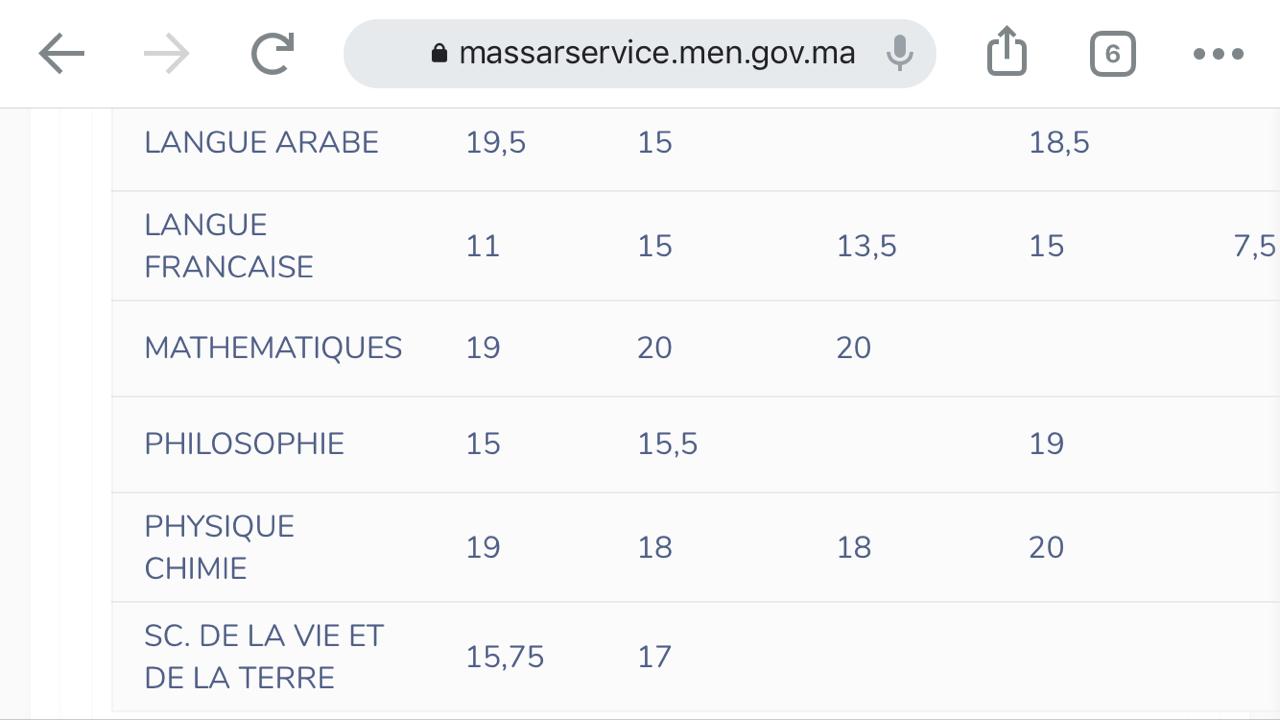 massarservice.men.gov.ma 6
LANGUE ARABE 19,5 15 18,5
LANGUE
FRANCAISE 11 15 13,5 15 7,5
MATHEMATIQUES 19 20 20
PHILOSOPHIE 15 15,5 19
PHYSIQUE
CHIMIE 19 18 18 20
SC. DE LA VIE ET
DE LA TERRE 15,75 17